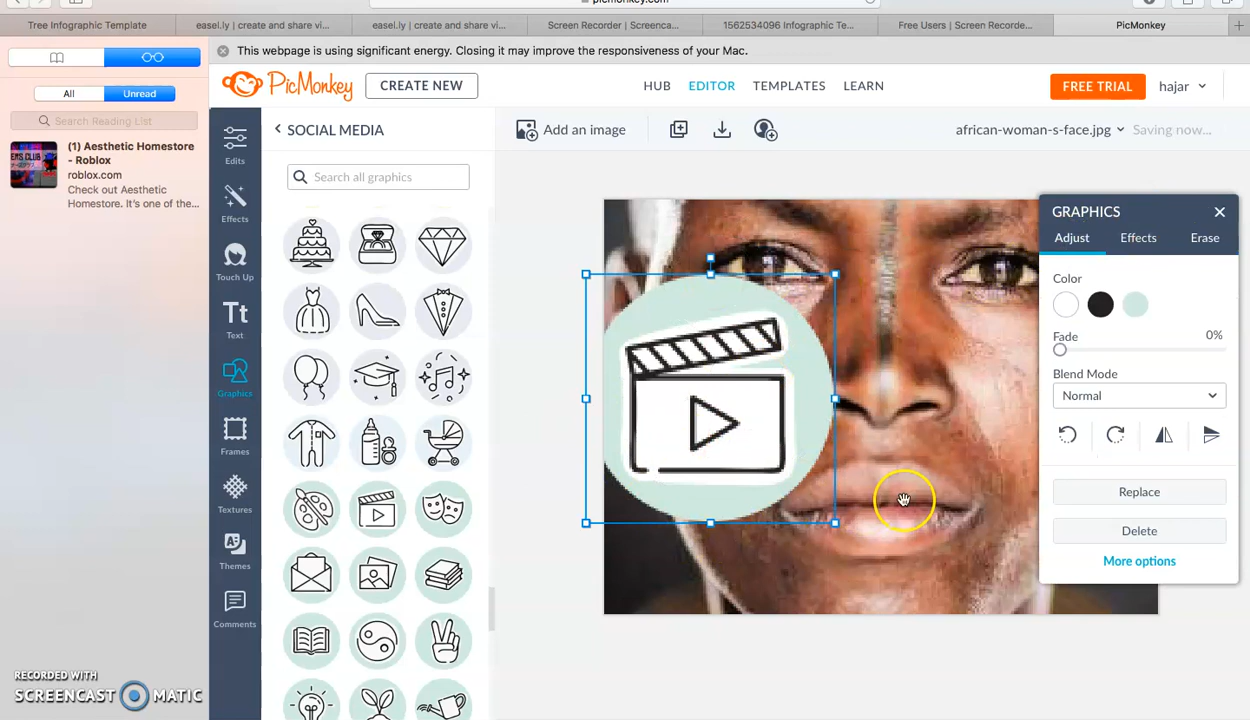 picmonkey.com
Tree Infographic Template
easel.ly | create and share vi...
easel.ly | create and share vi...
Screen Recorder | Screenca...
1562534096 Infographic Te...
Free Users | Screen Recorde...
PicMonkey
This webpage is using significant energy. Closing it may improve the responsiveness of your Mac.
All
Unread
Search Reading List
(1) Aesthetic Homestore
- Roblox
roblox.com
Check out Aesthetic
Homestore. It's one of the...
PicMonkey
CREATE NEW
HUB
EDITOR
TEMPLATES
LEARN
FREE TRIAL
hajar
Edits
Effects
Touch Up
Tt
Text
Graphics
Frames
Textures
Themes
Comments
SOCIAL MEDIA
Search all graphics
Add an image
african-woman-s-face.jpg
Saving now...
GRAPHICS
Adjust
Effects
Erase
Color
Fade
0%
Blend Mode
Normal
Replace
Delete
More options
RECORDED WITH
SCREENCAST MATIC